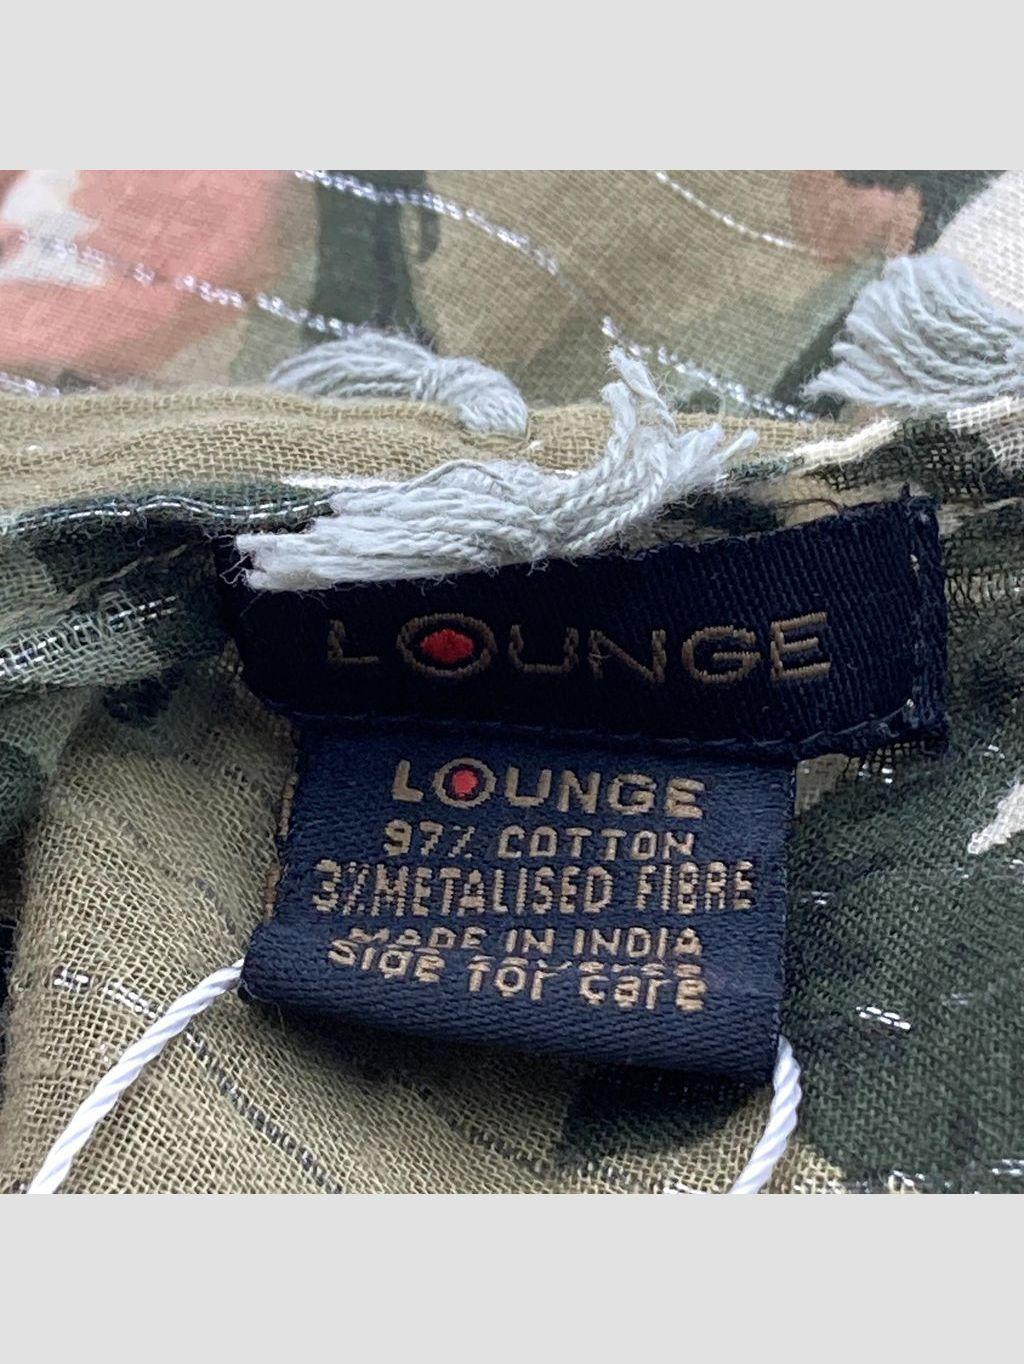 LOUNGE
LOUNGE
97% COTTON
3% METALISED FIBRE
MADE IN INDIA
side for care